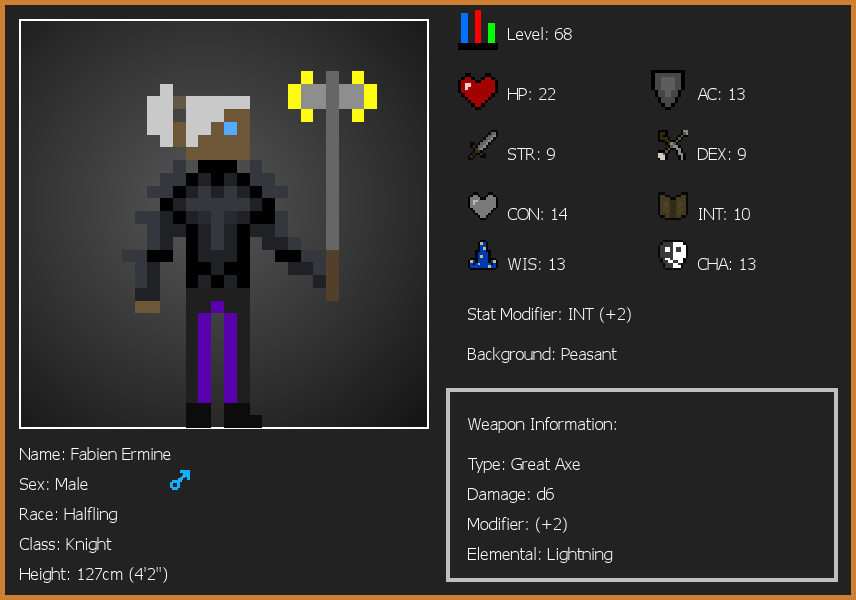 Level: 68
HP: 22
AC: 13
STR: 9
DEX: 9
CON: 14
INT: 10
WIS: 13
CHA: 13
Stat Modifier: INT (+2)
Background: Peasant
Weapon Information:
Type: Great Axe
Damage: d6
Modifier: (+2)
Elemental: Lightning
Name: Fabien Ermine
Sex: Male
Race: Halfling
Class: Knight
Height: 127cm (4'2")